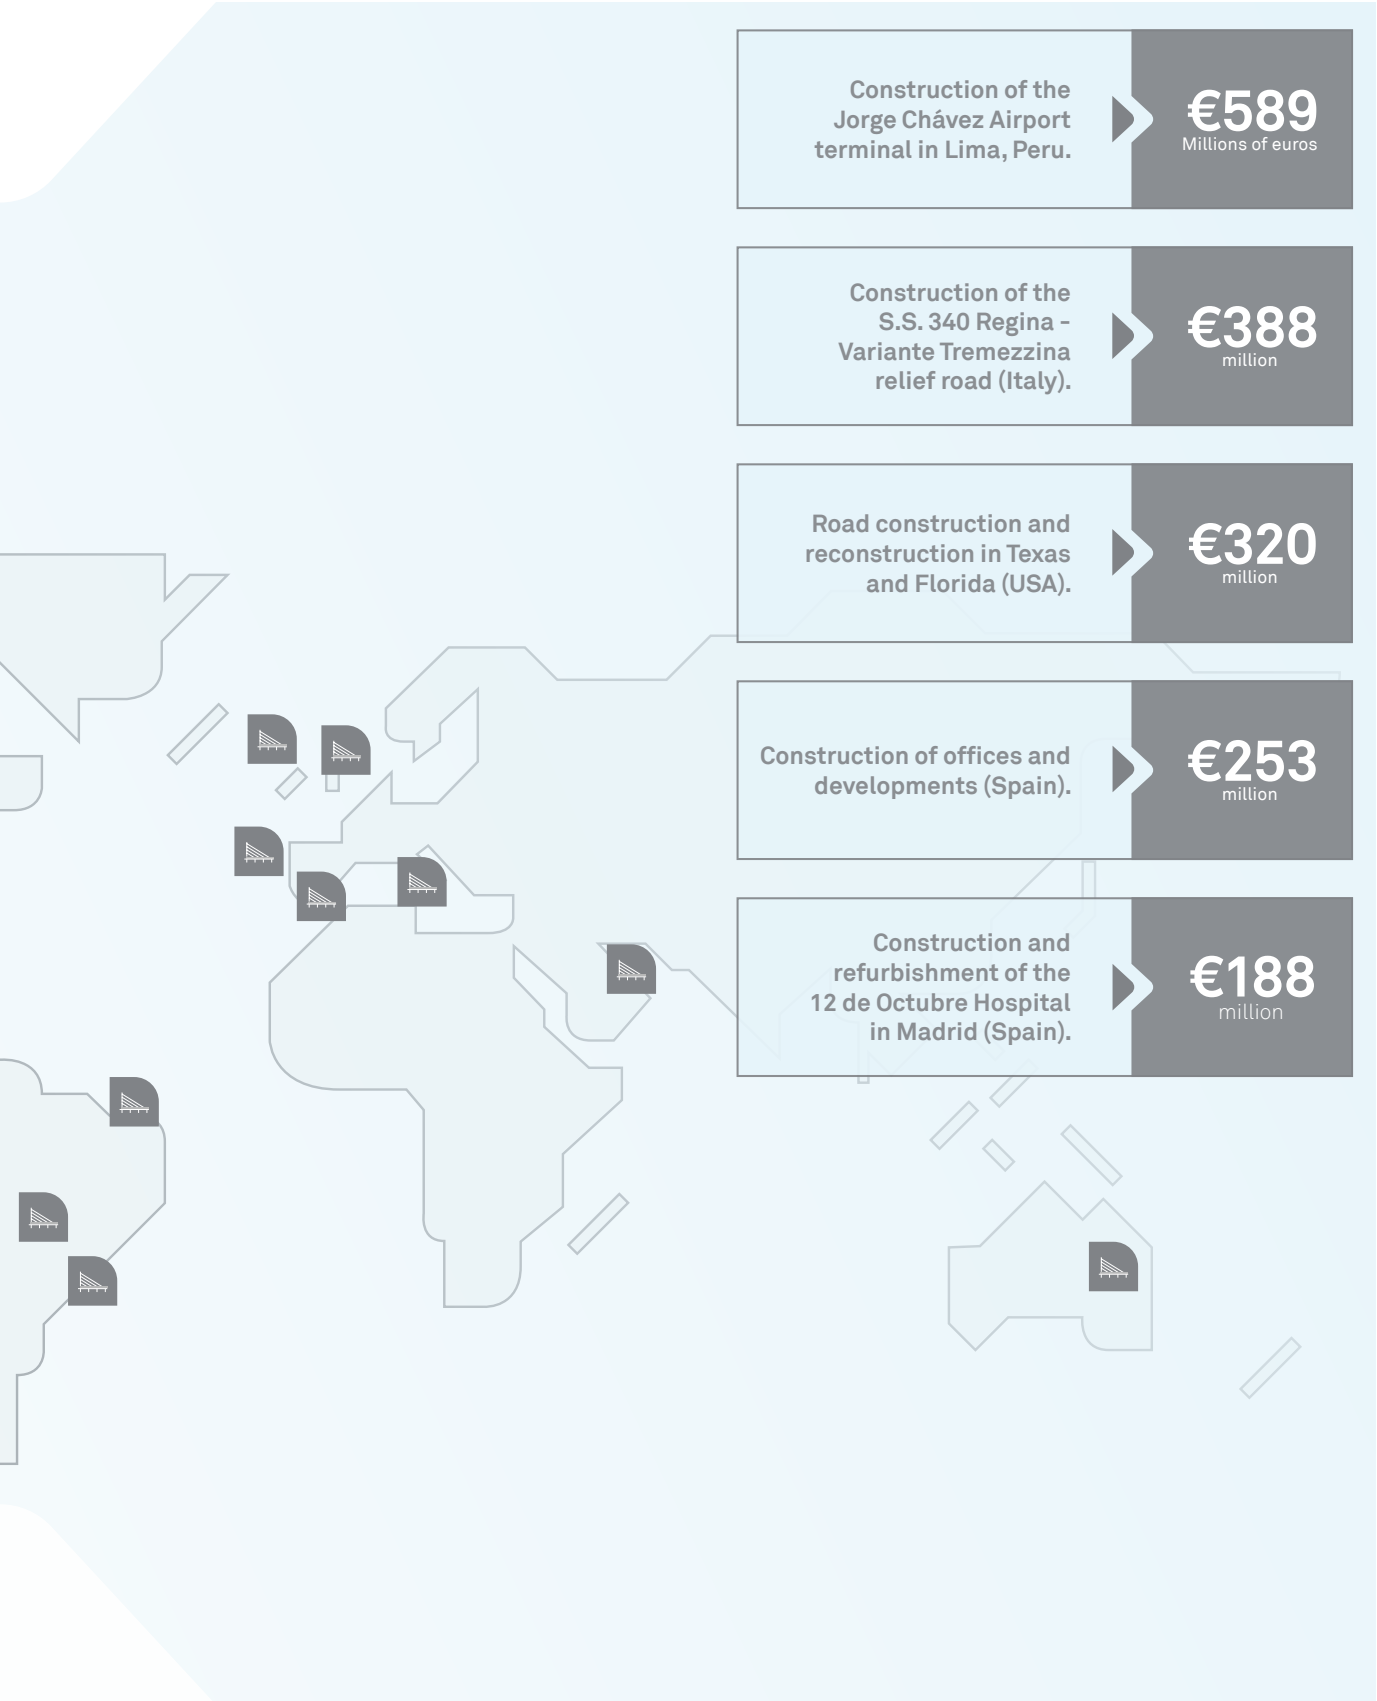 Construction of the
Jorge Chávez Airport
terminal in Lima, Peru.
€589
Millions of euros
Construction of the
S.S. 340 Regina -
Variante Tremezzina
relief road (Italy).
€388
million
Road construction and
reconstruction in Texas
and Florida (USA).
€320
million
Construction of offices and
developments (Spain).
€253
million
Construction and
refurbishment of the
12 de Octubre Hospital
in Madrid (Spain).
€188
million